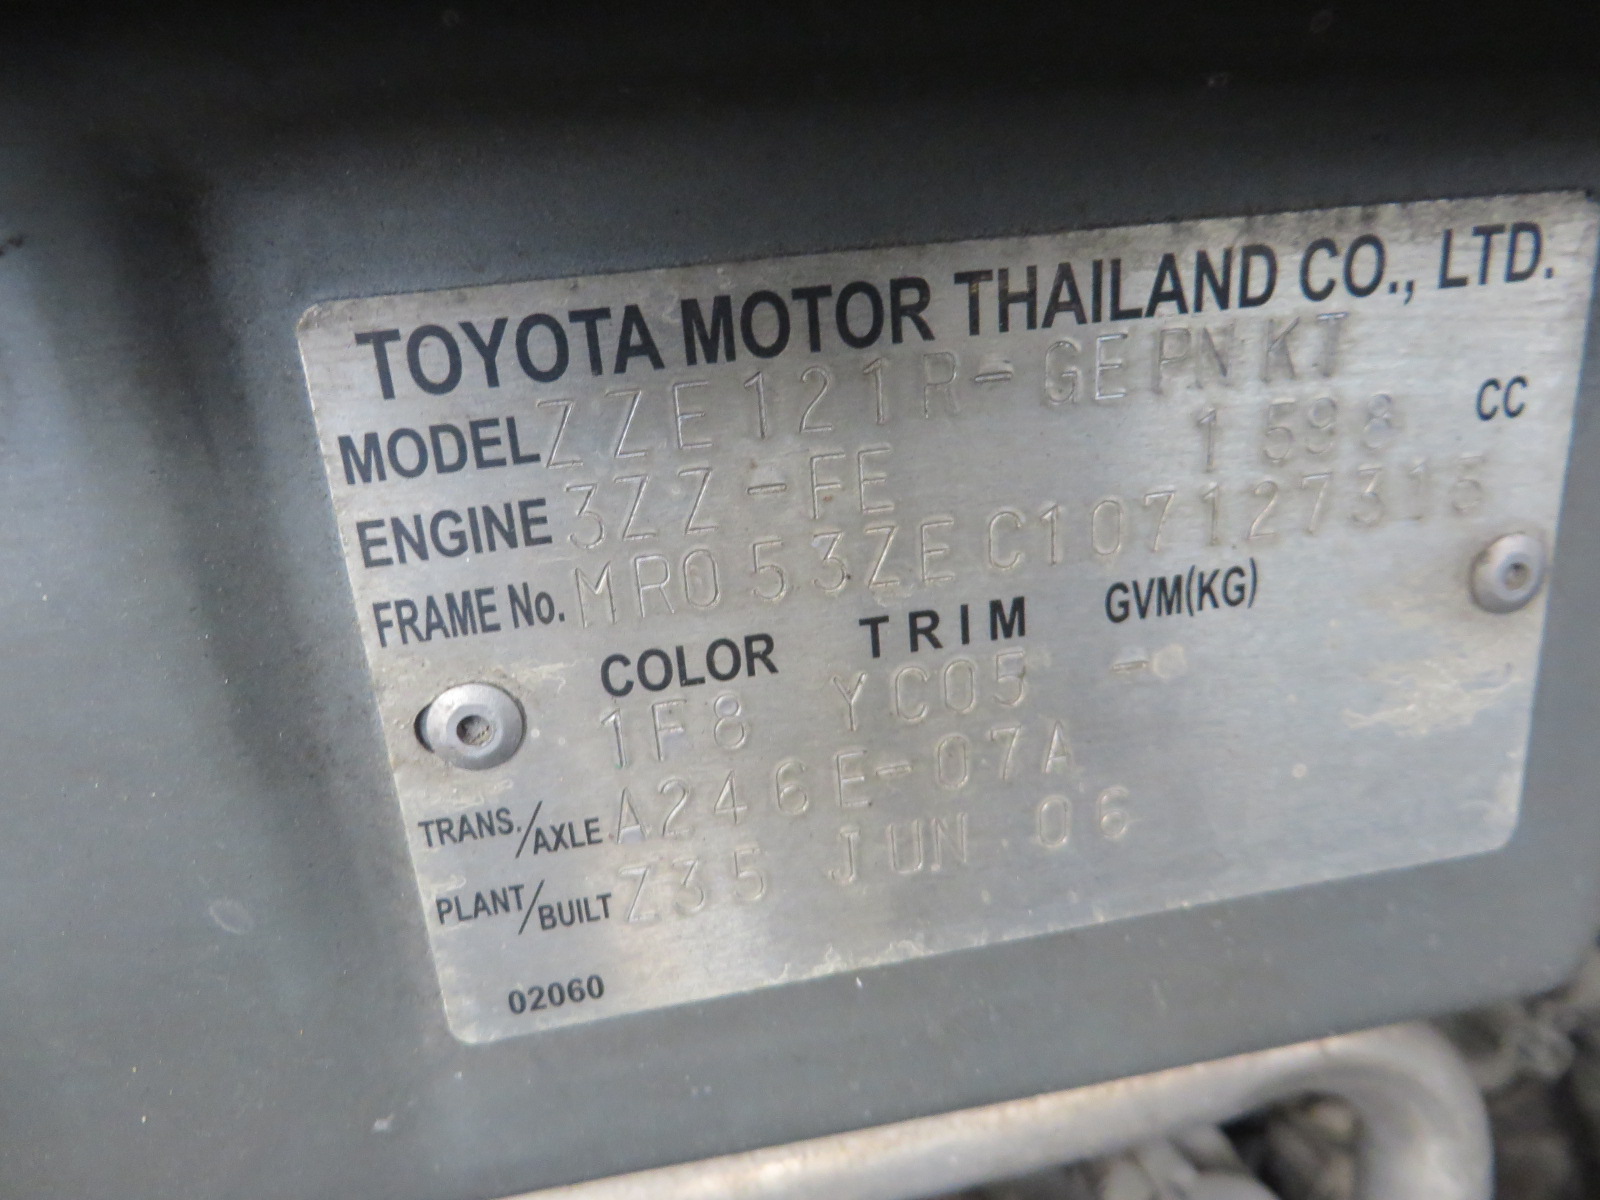 TOYOTA MOTOR THAILAND CO., LTD.
MODEL ZZE121R-GEPNKT
ENGINE 3ZZ-FE 1598 CC
FRAME No. MR053ZEC107127315
COLOR TRIM GVM(KG)
1F8 YC05 -
TRANS./AXLE A246E-07A
PLANT/BUILT Z35 JUN 06
02060